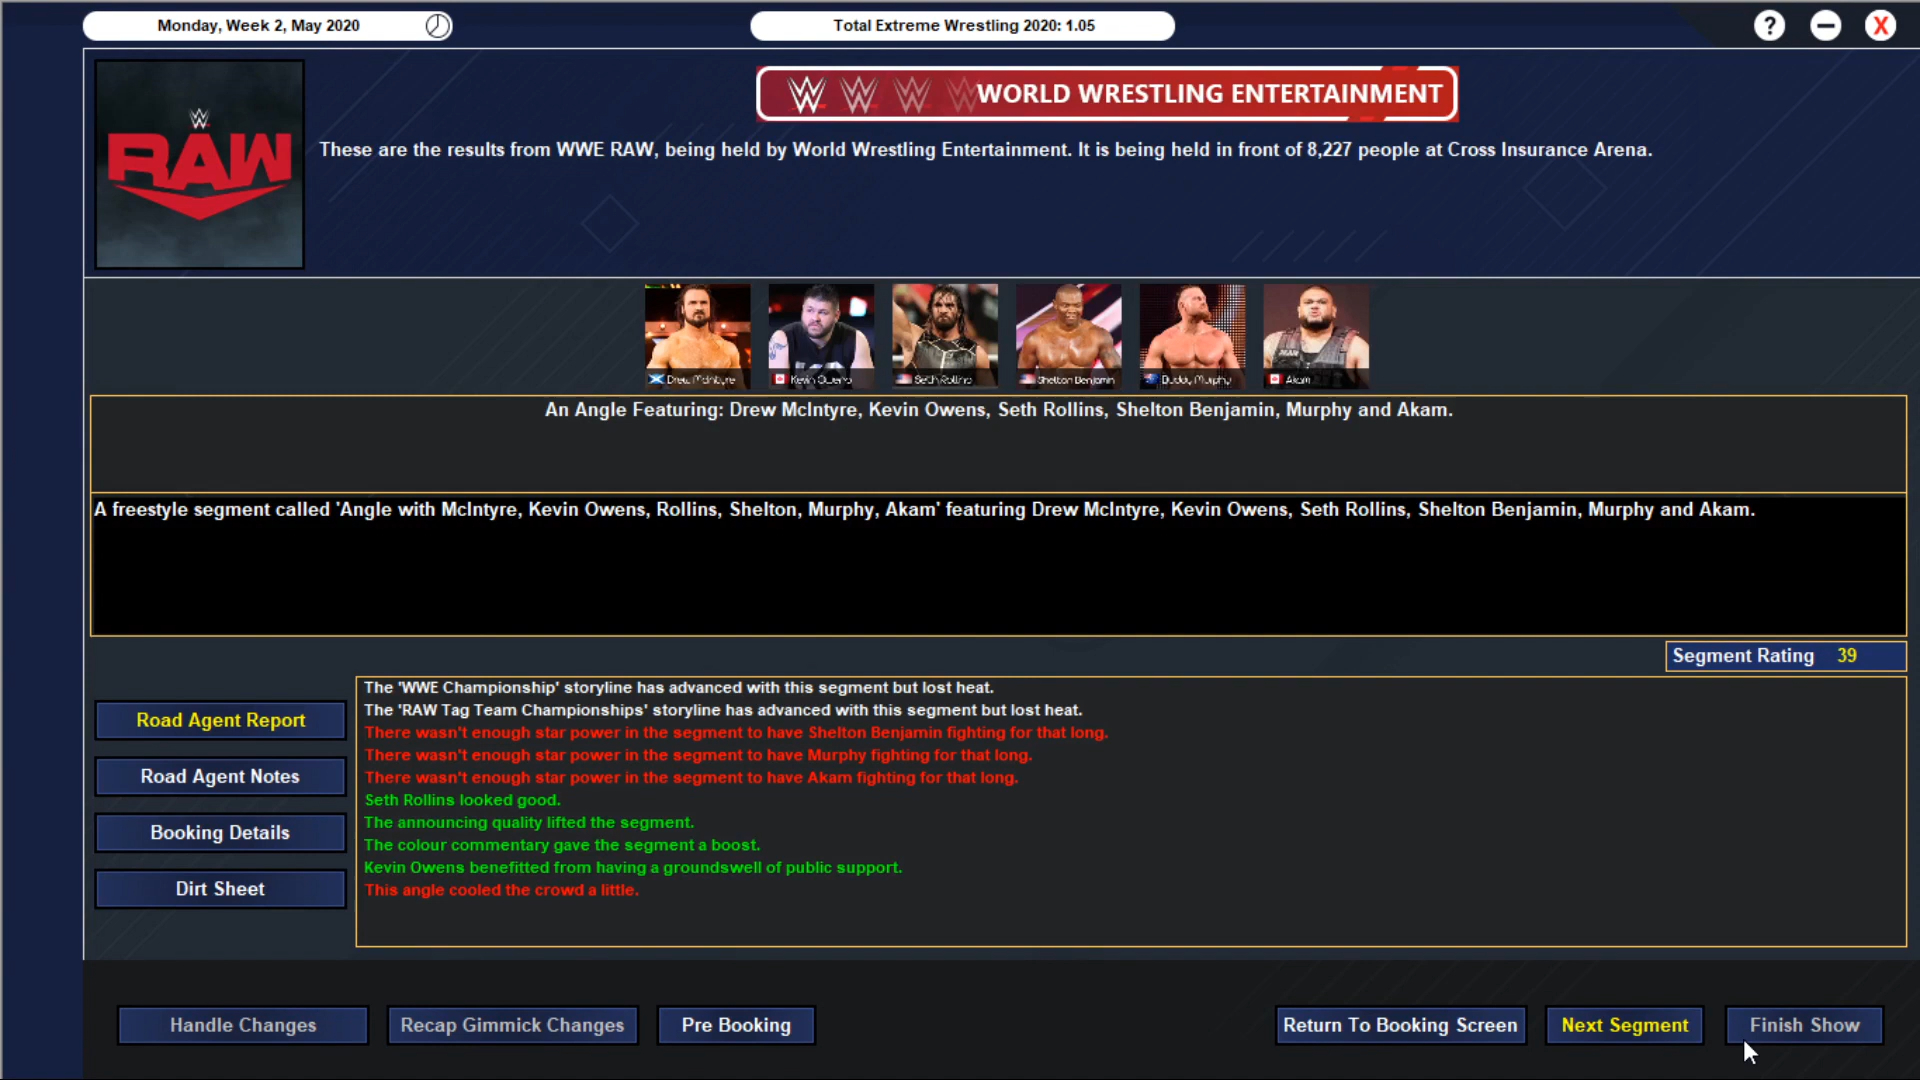 Monday, Week 2, May 2020
Total Extreme Wrestling 2020: 1.05
?
X
W
RAW
W W W W WORLD WRESTLING ENTERTAINMENT
These are the results from WWE RAW, being held by World Wrestling Entertainment. It is being held in front of 8,227 people at Cross Insurance Arena.
Drew McIntyre
Kevin Owens
Seth Rollins
Shelton Benjamin
Buddy Murphy
Akam
An Angle Featuring: Drew McIntyre, Kevin Owens, Seth Rollins, Shelton Benjamin, Murphy and Akam.
A freestyle segment called 'Angle with McIntyre, Kevin Owens, Rollins, Shelton, Murphy, Akam' featuring Drew McIntyre, Kevin Owens, Seth Rollins, Shelton Benjamin, Murphy and Akam.
Segment Rating 39
Road Agent Report
Road Agent Notes
Booking Details
Dirt Sheet
The 'WWE Championship' storyline has advanced with this segment but lost heat.
The 'RAW Tag Team Championships' storyline has advanced with this segment but lost heat.
There wasn't enough star power in the segment to have Shelton Benjamin fighting for that long.
There wasn't enough star power in the segment to have Murphy fighting for that long.
There wasn't enough star power in the segment to have Akam fighting for that long.
Seth Rollins looked good.
The announcing quality lifted the segment.
The colour commentary gave the segment a boost.
Kevin Owens benefitted from having a groundswell of public support.
This angle cooled the crowd a little.
Handle Changes
Recap Gimmick Changes
Pre Booking
Return To Booking Screen
Next Segment
Finish Show